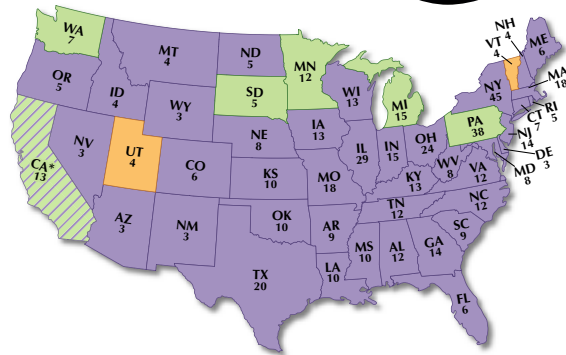 WA
7
OR
5
CA*
13
NV
3
ID
4
MT
4
WY
3
UT
4
AZ
3
CO
6
NM
3
ND
5
SD
5
NE
8
KS
10
OK
10
TX
20
MN
12
IA
13
MO
18
AR
9
LA
10
WI
13
IL
29
MI
15
IN
15
OH
24
KY
13
TN
12
MS
10
AL
12
GA
14
FL
6
SC
9
NC
12
VA
12
WV
8
PA
38
NY
45
VT
4
NH
4
ME
6
MA
18
RI
5
CT
7
NJ
14
DE
3
MD
8